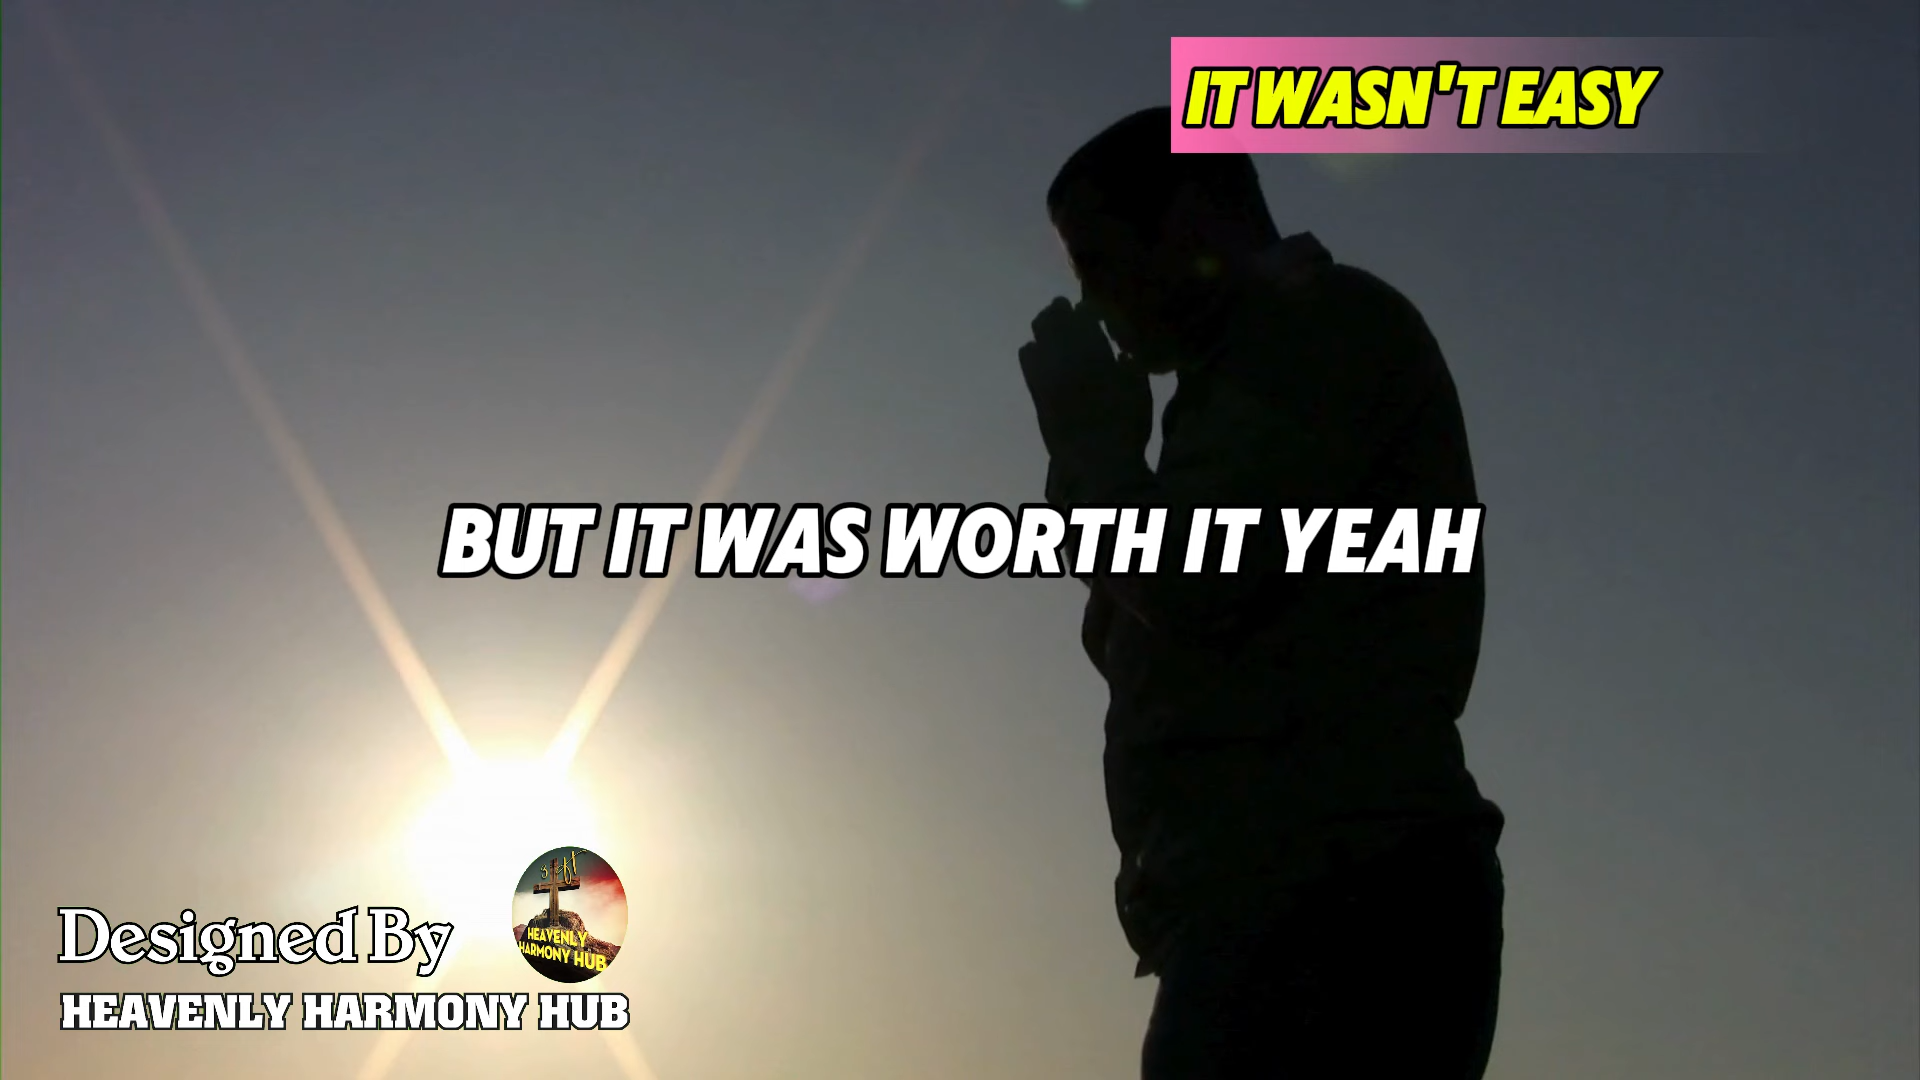 IT WASN'T EASY
BUT IT WAS WORTH IT YEAH
Designed By
HEAVENLY
HARMONY HUB
HEAVENLY HARMONY HUB